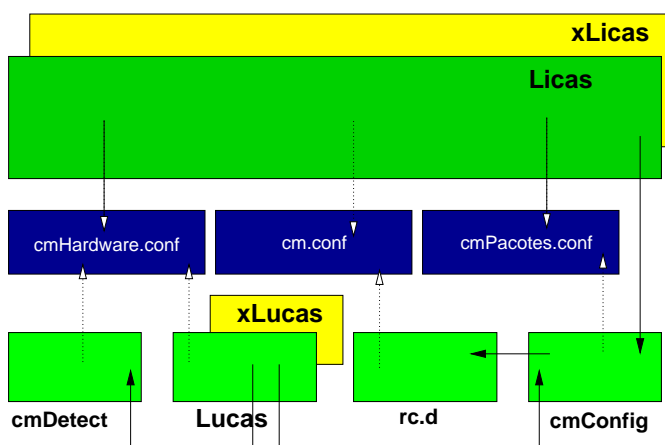 xLicas
Licas
cmHardware.conf
cm.conf
cmPacotes.conf
xLucas
cmDetect
Lucas
rc.d
cmConfig